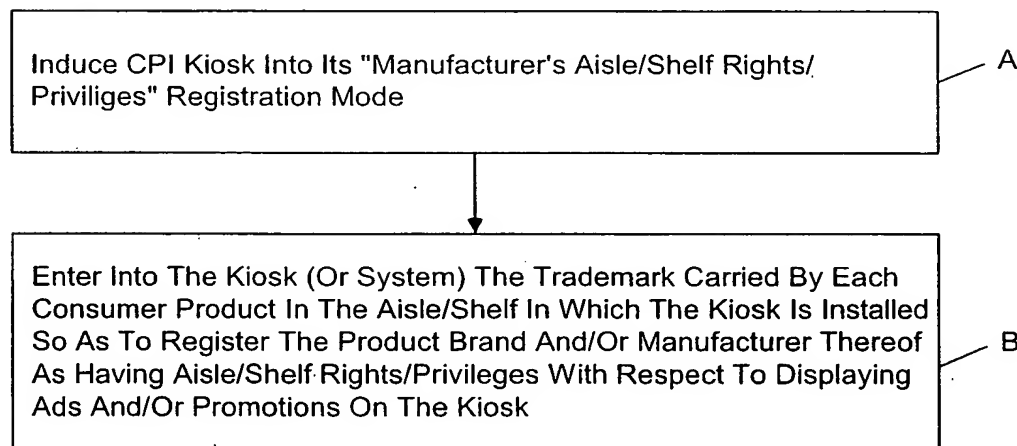 Induce CPI Kiosk Into Its "Manufacturer's Aisle/Shelf Rights/
Priviliges" Registration Mode
A
Enter Into The Kiosk (Or System) The Trademark Carried By Each
Consumer Product In The Aisle/Shelf In Which The Kiosk Is Installed
So As To Register The Product Brand And/Or Manufacturer Thereof
As Having Aisle/Shelf Rights/Privileges With Respect To Displaying
Ads And/Or Promotions On The Kiosk
B